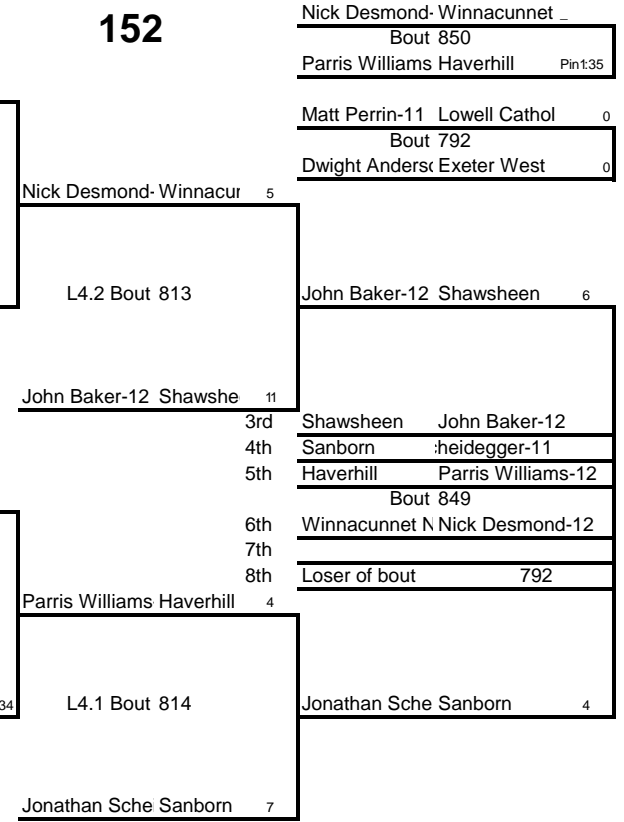 152
Nick Desmond- Winnacunnet _
Bout 850
Parris Williams Haverhill Pin1:35
Matt Perrin-11 Lowell Cathol 0
Bout 792
Dwight Anders Exeter West 0
Nick Desmond- Winnacur 5
L4.2 Bout 813
John Baker-12 Shawsheen 6
John Baker-12 Shawshe 11
3rd Shawsheen John Baker-12
4th Sanborn heidegger-11
5th Haverhill Parris Williams-12
Bout 849
6th Winnacunnet N Nick Desmond-12
7th
8th Loser of bout 792
Parris Williams Haverhill 4
34 L4.1 Bout 814
Jonathan Sche Sanborn 4
Jonathan Sche Sanborn 7